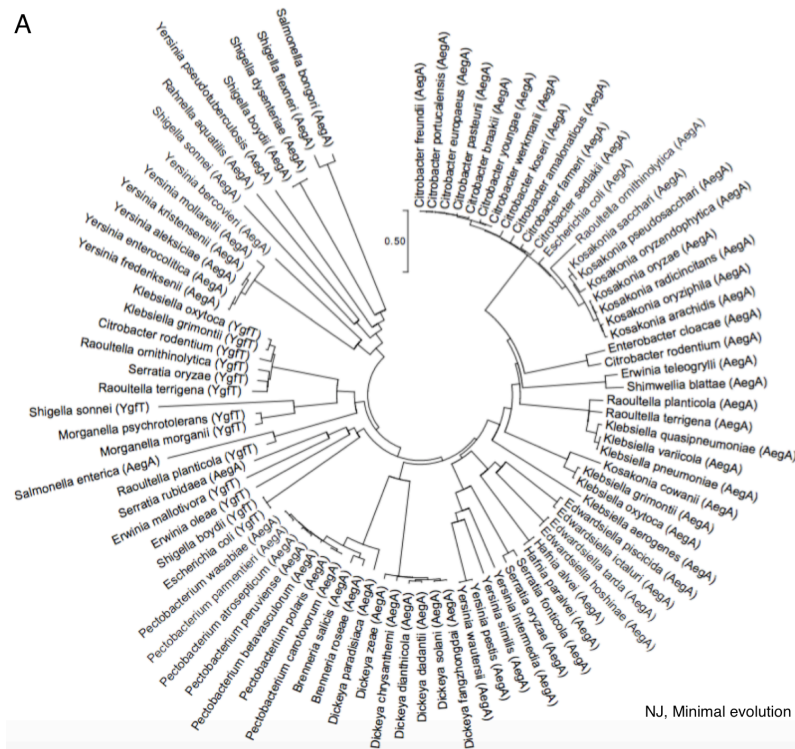 A
Citrobacter freundii (AegA)
Citrobacter portucalensis (AegA)
Citrobacter europaeus (AegA)
Citrobacter pasteurii (AegA)
Citrobacter braakii (AegA)
Citrobacter youngae (AegA)
Citrobacter werkmanii (AegA)
Citrobacter koseri (AegA)
Citrobacter amalonaticus (AegA)
Citrobacter farmeri (AegA)
Citrobacter sedlakii (AegA)
Escherichia coli (AegA)
Raoultella ornithinolytica (AegA)
Kosakonia sacchari (AegA)
Kosakonia pseudosacchari (AegA)
Kosakonia oryzendophytica (AegA)
Kosakonia oryzae (AegA)
Kosakonia radicincitans (AegA)
Kosakonia oryziphila (AegA)
Kosakonia arachidis (AegA)
Enterobacter cloacae (AegA)
Citrobacter rodentium (AegA)
Erwinia teleogrylli (AegA)
Shimwellia blattae (AegA)
Raoultella planticola (AegA)
Raoultella terrigena (AegA)
Klebsiella quasipneumoniae (AegA)
Klebsiella variicola (AegA)
Klebsiella pneumoniae (AegA)
Kosakonia cowanii (AegA)
Klebsiella grimontii (AegA)
Klebsiella oxytoca (AegA)
Klebsiella aerogenes (AegA)
Edwardsiella piscicida (AegA)
Edwardsiella ictaluri (AegA)
Edwardsiella tarda (AegA)
Edwardsiella hoshinae (AegA)
Hafnia alvei (AegA)
Hafnia paralvei (AegA)
Serratia fonticola (AegA)
Serratia oryzae (AegA)
Yersinia intermedia (AegA)
Yersinia similis (AegA)
Yersinia pestis (AegA)
Yersinia wautersii (AegA)
Dickeya fangzhongdai (AegA)
Dickeya solani (AegA)
Dickeya dadantii (AegA)
Dickeya dianthicola (AegA)
Dickeya chrysanthemi (AegA)
Dickeya zeae (AegA)
Dickeya paradisiaca (AegA)
Brenneria roseae (AegA)
Brenneria salicis (AegA)
Pectobacterium carotovorum (AegA)
Pectobacterium polaris (AegA)
Pectobacterium betavasculorum (AegA)
Pectobacterium peruviense (AegA)
Pectobacterium atrosepticum (AegA)
Pectobacterium parmentieri (AegA)
Pectobacterium wasabiae (AegA)
Escherichia coli (YgfT)
Shigella boydii (YgfT)
Erwinia oleae (YgfT)
Erwinia mallotivora (YgfT)
Serratia rubidaea (AegA)
Raoultella planticola (YgfT)
Salmonella enterica (AegA)
Morganella morganii (YgfT)
Morganella psychrotolerans (YgfT)
Shigella sonnei (YgfT)
Raoultella terrigena (YgfT)
Serratia oryzae (YgfT)
Raoultella ornithinolytica (YgfT)
Citrobacter rodentium (YgfT)
Klebsiella grimontii (YgfT)
Klebsiella oxytoca (YgfT)
Yersinia frederiksenii (AegA)
Yersinia enterocolitica (AegA)
Yersinia aleksiciae (AegA)
Yersinia kristensenii (AegA)
Yersinia mollaretii (AegA)
Yersinia bercovieri (AegA)
Shigella sonnei (AegA)
Rahnella aquatilis (AegA)
Yersinia pseudotuberculosis (AegA)
Shigella boydii (AegA)
Shigella dysenteriae (AegA)
Shigella flexneri (AegA)
Salmonella bongori (AegA)
0.50
NJ, Minimal evolution